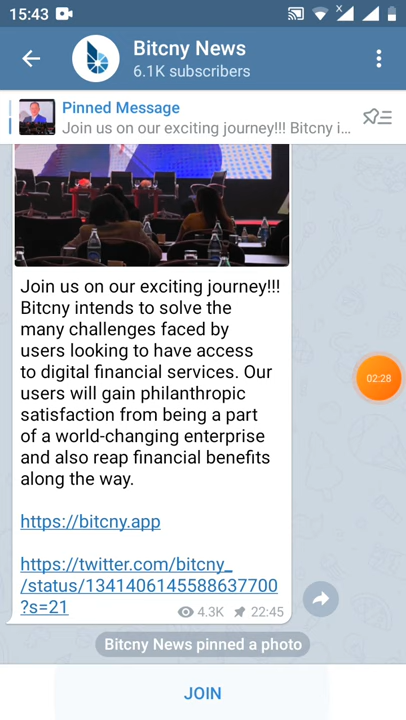 15:43
Bitcny News
6.1K subscribers
Pinned Message
Join us on our exciting journey!!! Bitcny i...
Join us on our exciting journey!!!
Bitcny intends to solve the
many challenges faced by
users looking to have access
to digital financial services. Our
users will gain philanthropic
satisfaction from being a part
of a world-changing enterprise
and also reap financial benefits
along the way.
https://bitcny.app
https://twitter.com/bitcny_
/status/1341406145588637700
?s=21
4.3K 22:45
02:28
Bitcny News pinned a photo
JOIN